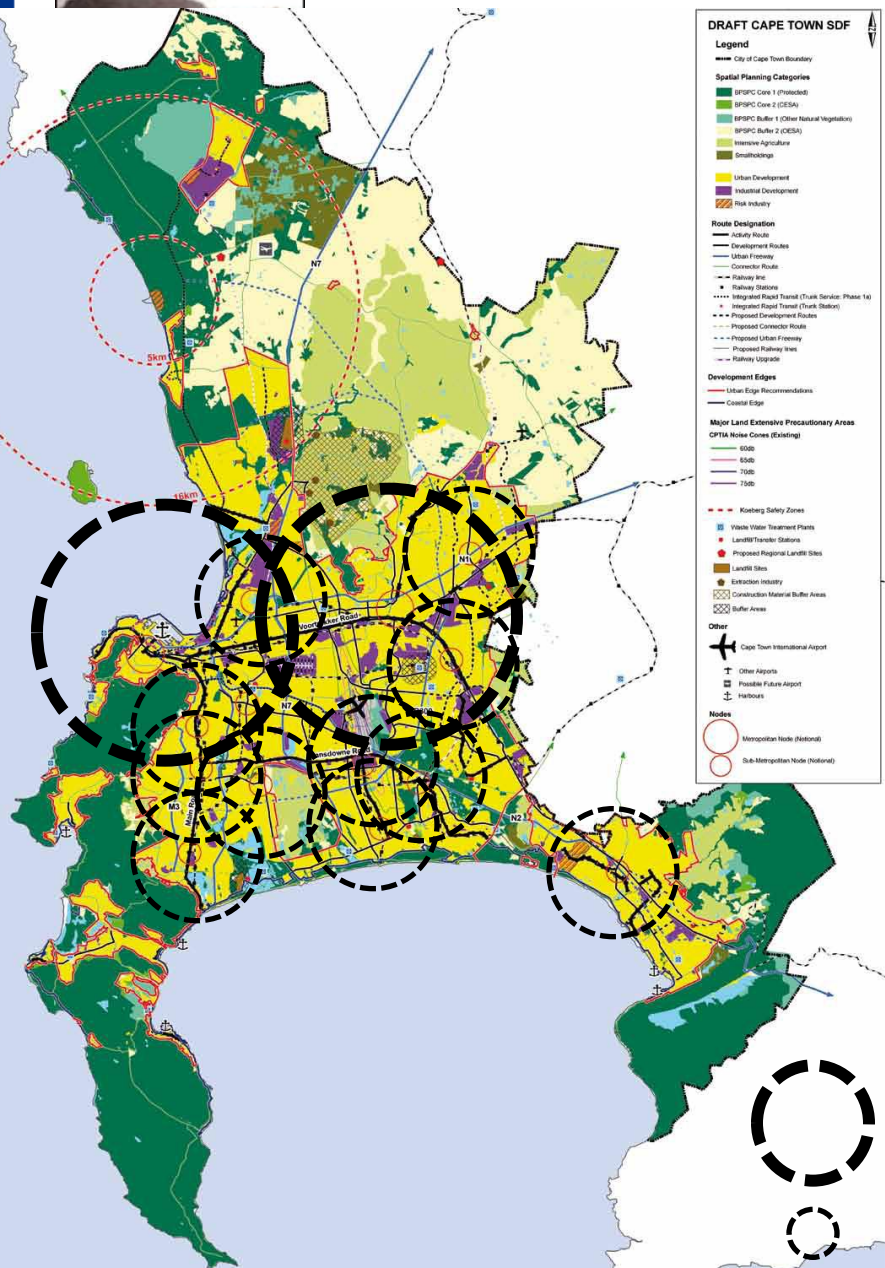 DRAFT CAPE TOWN SDF
Legend
City of Cape Town Boundary
Spatial Planning Categories
BPSPC Core 1 (Protected)
BPSPC Core 2 (CESA)
BPSPC Buffer 1 (Other Natural Vegetation)
BPSPC Buffer 2 (OESA)
Intensive Agriculture
Smallholdings
Urban Development
Industrial Development
Risk Industry
Route Designation
Activity Route
Development Routes
Urban Freeway
Connector Route
Railway line
Railway Stations
Integrated Rapid Transit (Trunk Service: Phase 1a)
Integrated Rapid Transit (Trunk Station)
Proposed Development Routes
Proposed Connector Route
Proposed Urban Freeway
Proposed Railway lines
Railway Upgrade
Development Edges
Urban Edge Recommendations
Coastal Edge
Major Land Extensive Precautionary Areas
CPTIA Noise Cones (Existing)
60db
65db
70db
75db
Koeberg Safety Zones
Waste Water Treatment Plants
Landfill/Transfer Stations
Proposed Regional Landfill Sites
Landfill Sites
Extraction Industry
Construction Material Buffer Areas
Buffer Areas
Other
Cape Town International Airport
Other Airports
Possible Future Airport
Harbours
Nodes
Metropolitan Node (Notional)
Sub-Metropolitan Node (Notional)
N7
5km
16km
N1
Voortrekker Road
N7
Road
M3
Main
N2